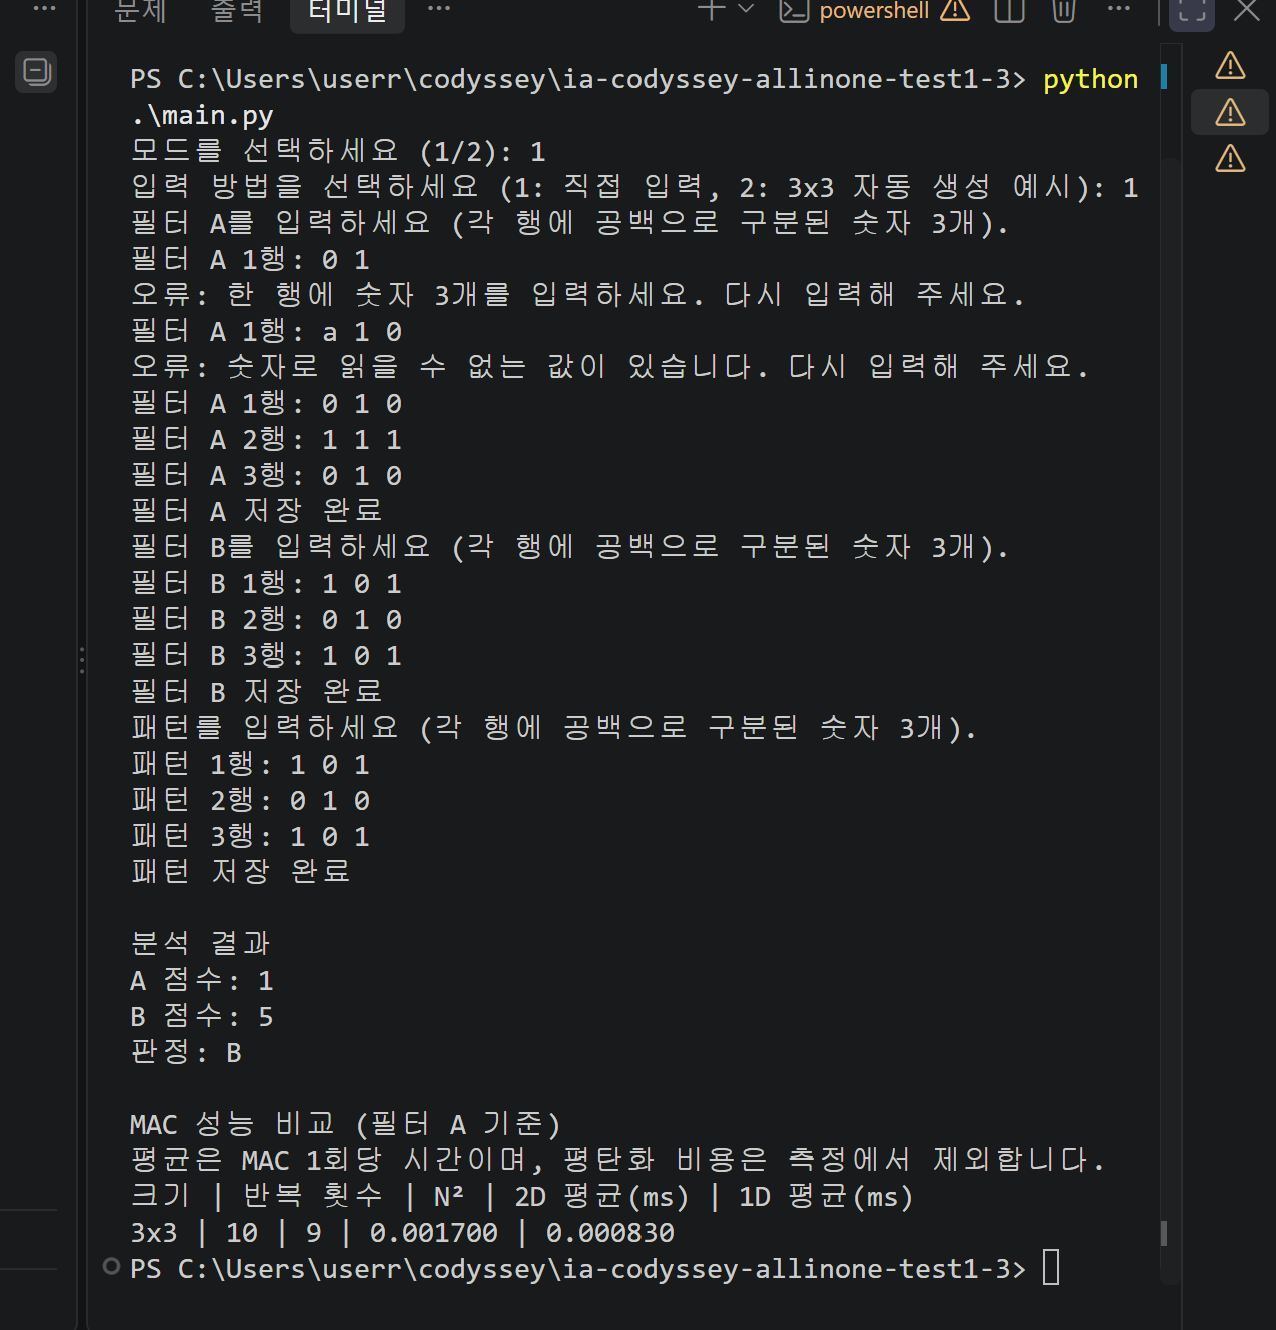 문제 출력 터미널 ··· powershell
PS C:\Users\userr\codyssey\ia-codyssey-allinone-test1-3> python
.\main.py
모드를 선택하세요 (1/2): 1
입력 방법을 선택하세요 (1: 직접 입력, 2: 3x3 자동 생성 예시): 1
필터 A를 입력하세요 (각 행에 공백으로 구분된 숫자 3개).
필터 A 1행: 0 1
오류: 한 행에 숫자 3개를 입력하세요. 다시 입력해 주세요.
필터 A 1행: a 1 0
오류: 숫자로 읽을 수 없는 값이 있습니다. 다시 입력해 주세요.
필터 A 1행: 0 1 0
필터 A 2행: 1 1 1
필터 A 3행: 0 1 0
필터 A 저장 완료
필터 B를 입력하세요 (각 행에 공백으로 구분된 숫자 3개).
필터 B 1행: 1 0 1
필터 B 2행: 0 1 0
필터 B 3행: 1 0 1
필터 B 저장 완료
패턴를 입력하세요 (각 행에 공백으로 구분된 숫자 3개).
패턴 1행: 1 0 1
패턴 2행: 0 1 0
패턴 3행: 1 0 1
패턴 저장 완료
분석 결과
A 점수: 1
B 점수: 5
판정: B
MAC 성능 비교 (필터 A 기준)
평균은 MAC 1회당 시간이며, 평탄화 비용은 측정에서 제외합니다.
크기 | 반복 횟수 | N² | 2D 평균(ms) | 1D 평균(ms)
3x3 | 10 | 9 | 0.001700 | 0.000830
PS C:\Users\userr\codyssey\ia-codyssey-allinone-test1-3>